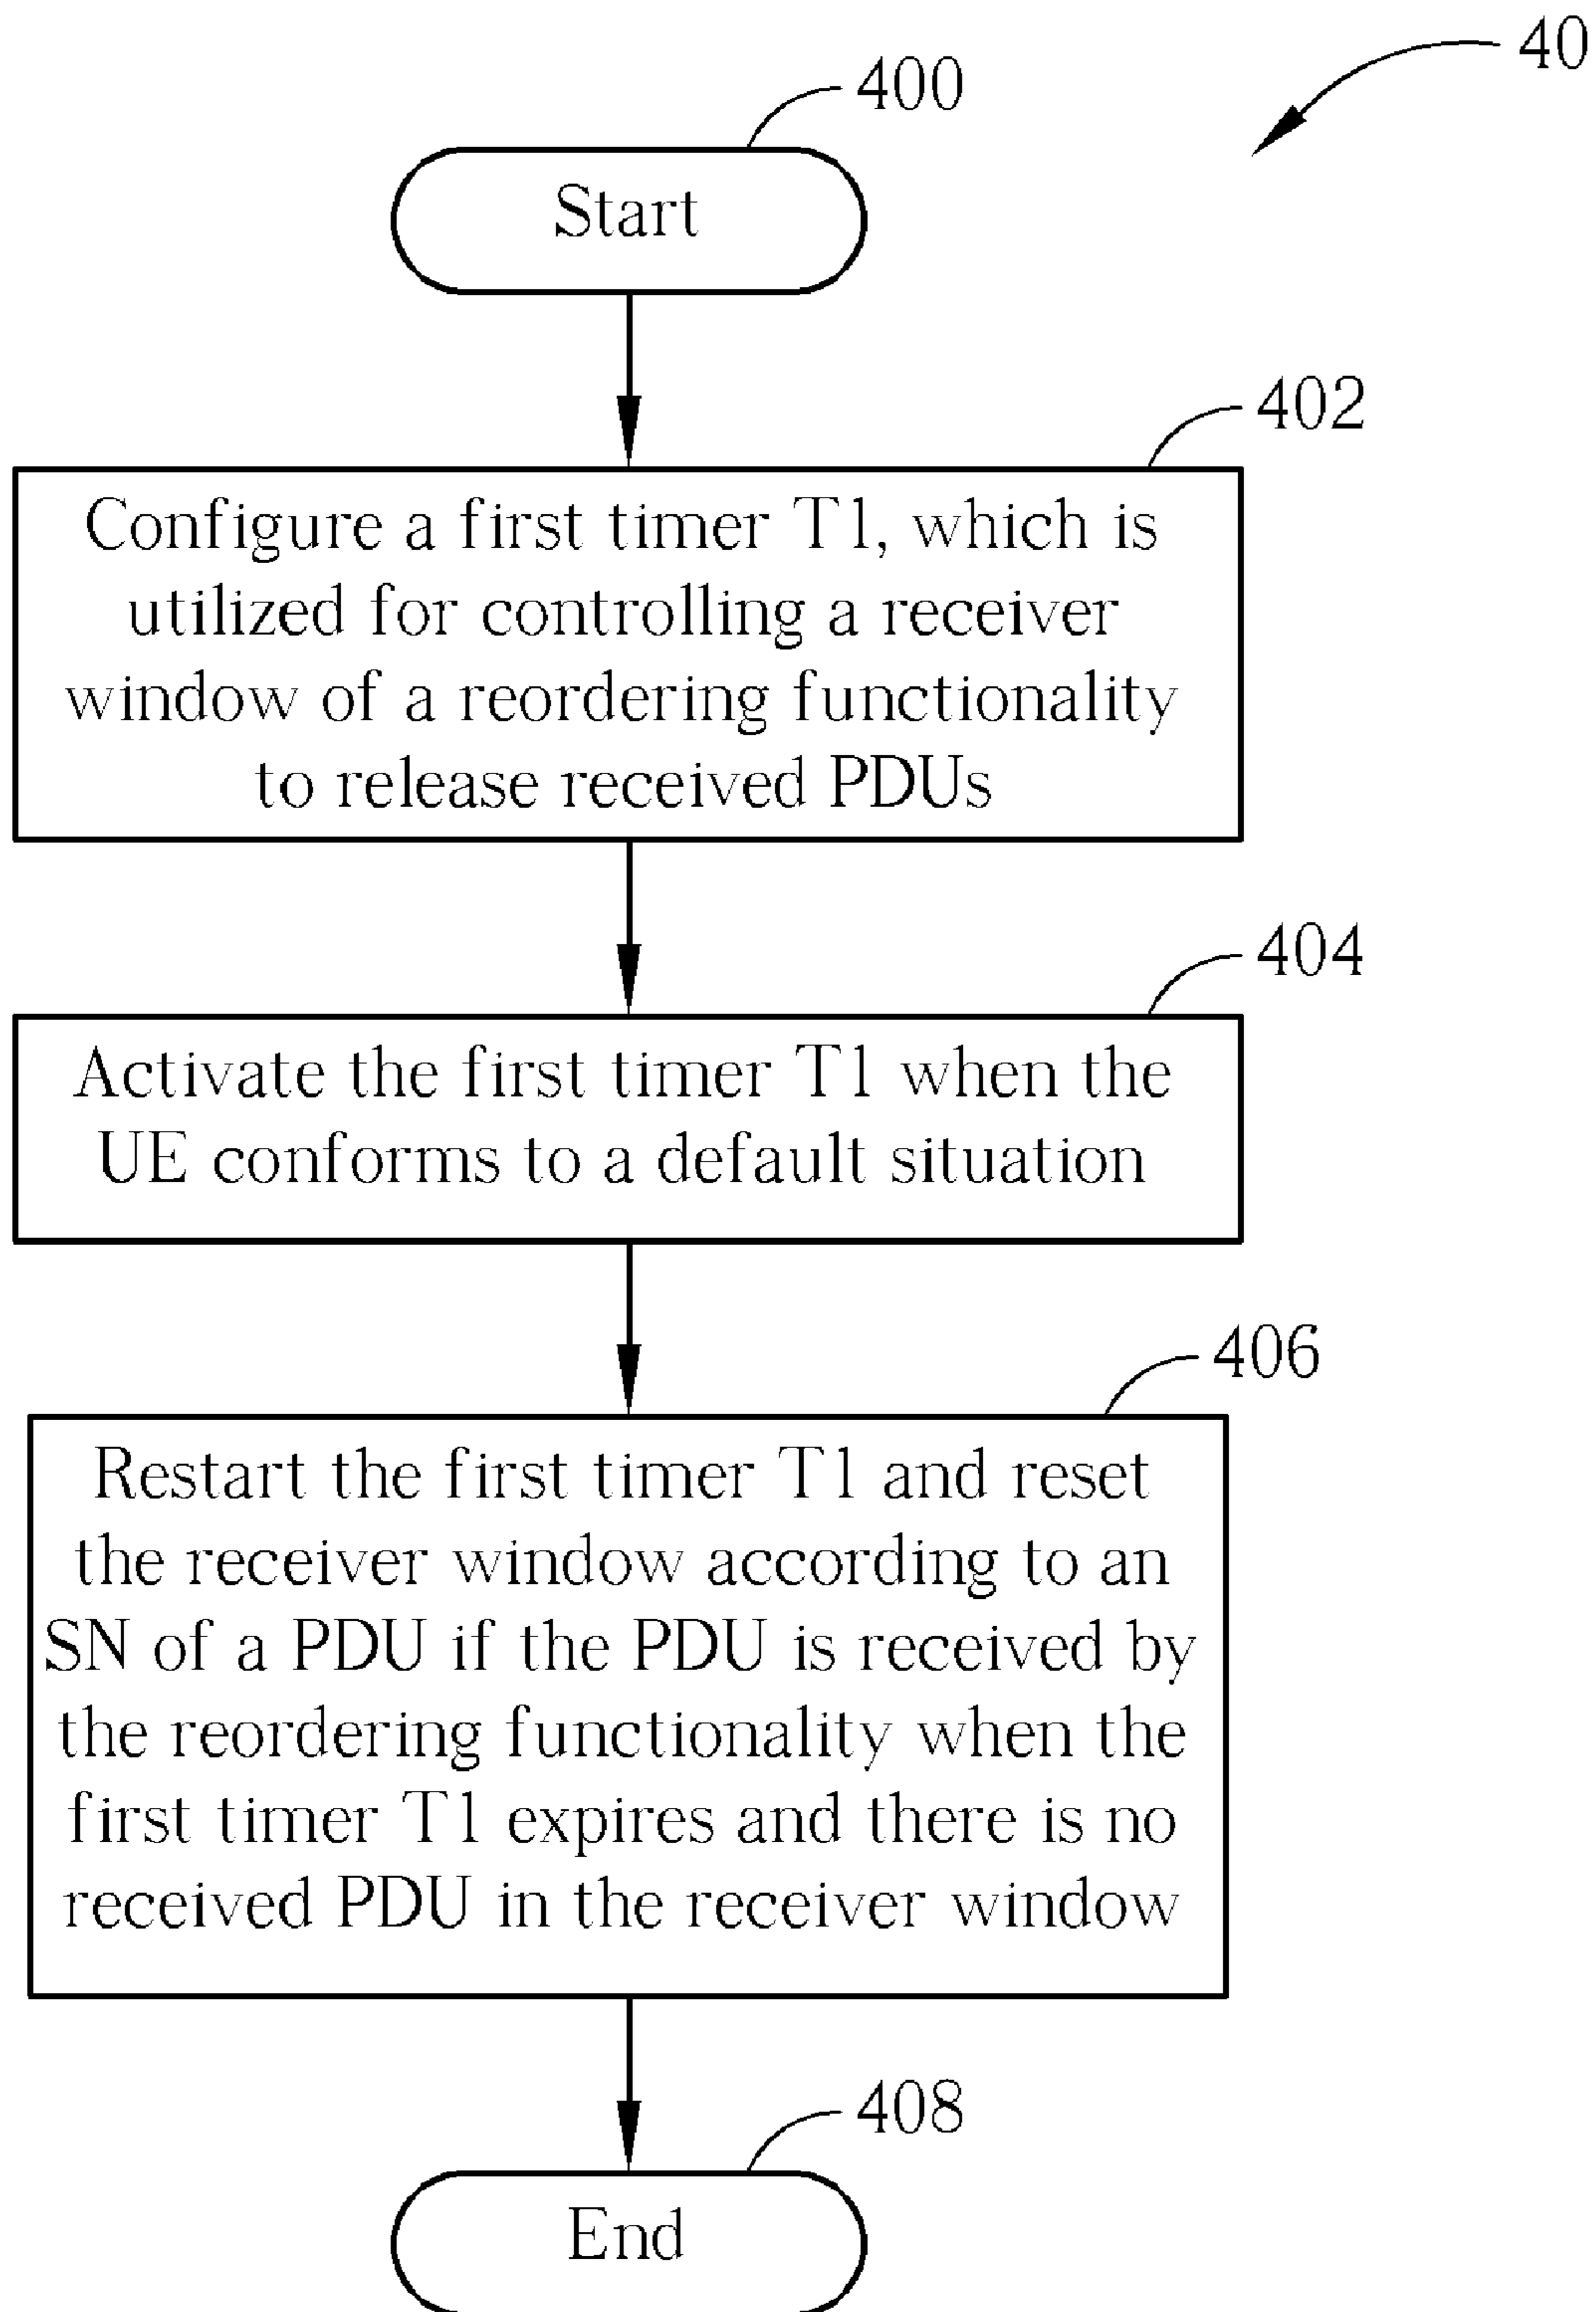 40
400
Start
402
Configure a first timer T1, which is
utilized for controlling a receiver
window of a reordering functionality
to release received PDUs
404
Activate the first timer T1 when the
UE conforms to a default situation
406
Restart the first timer T1 and reset
the receiver window according to an
SN of a PDU if the PDU is received by
the reordering functionality when the
first timer T1 expires and there is no
received PDU in the receiver window
408
End